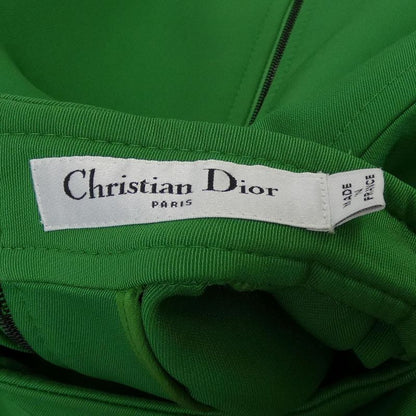 Christian Dior
PARIS
MADE
IN
FRANCE